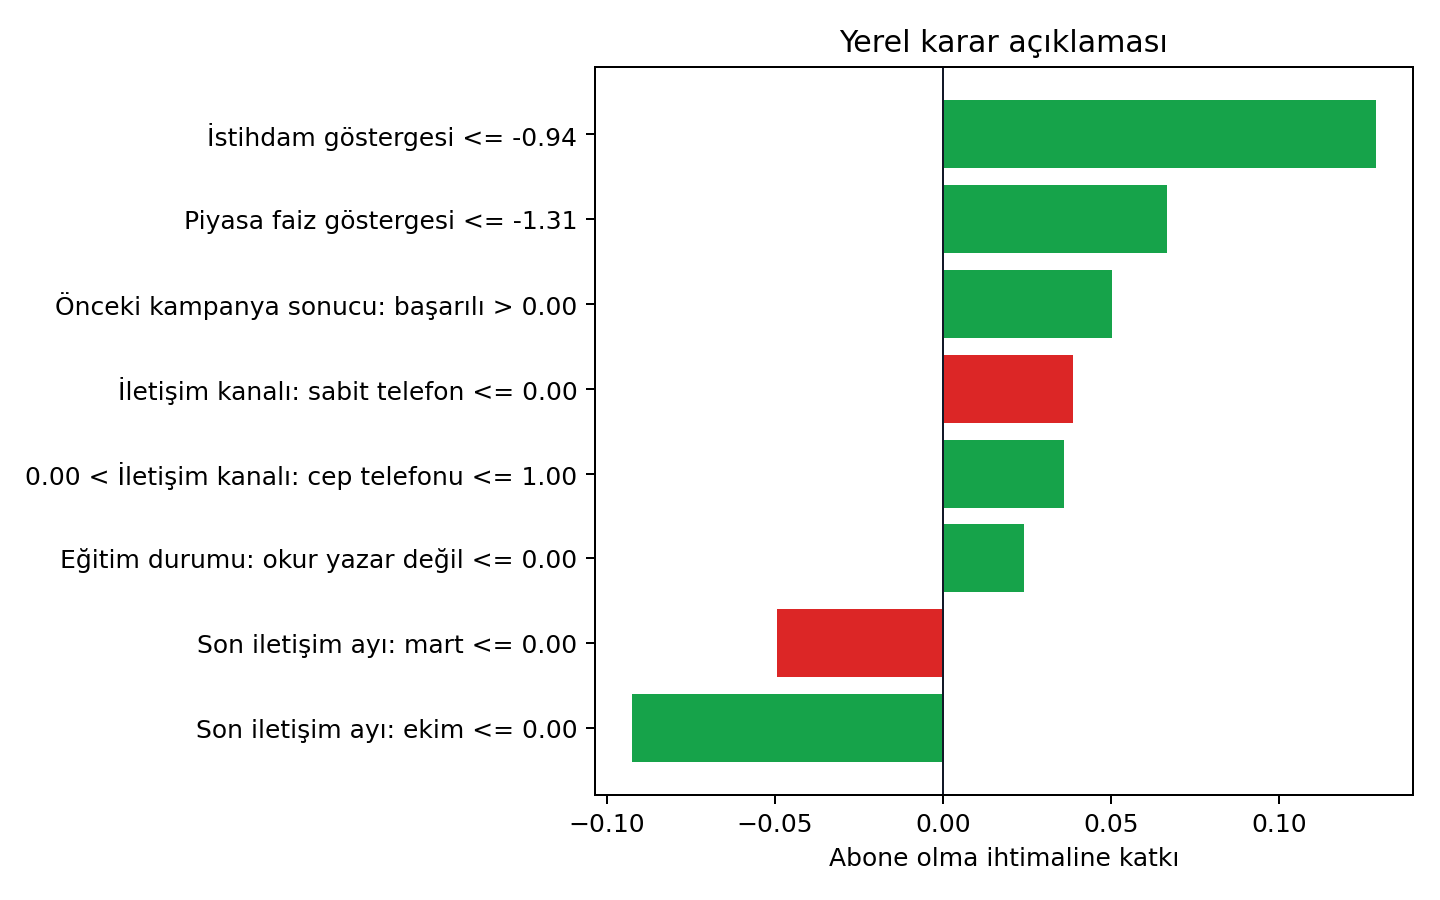 Yerel karar açıklaması
İstihdam göstergesi <= -0.94
Piyasa faiz göstergesi <= -1.31
Önceki kampanya sonucu: başarılı > 0.00
İletişim kanalı: sabit telefon <= 0.00
0.00 < İletişim kanalı: cep telefonu <= 1.00
Eğitim durumu: okur yazar değil <= 0.00
Son iletişim ayı: mart <= 0.00
Son iletişim ayı: ekim <= 0.00
−0.10 −0.05 0.00 0.05 0.10
Abone olma ihtimaline katkı